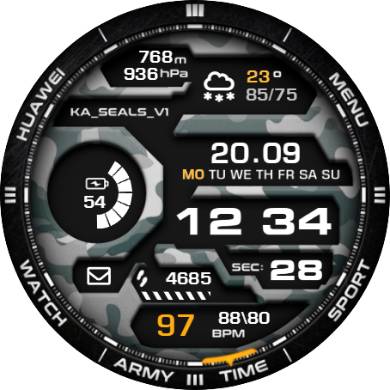 768m
936hPa
23°
85/75
HUAWEI
MENU
KA_SEALS_V1
20.09
MO TU WE TH FR SA SU
54
12 34
4685
SEC: 28
97
88\80
BPM
WATCH
SPORT
ARMY
TIME